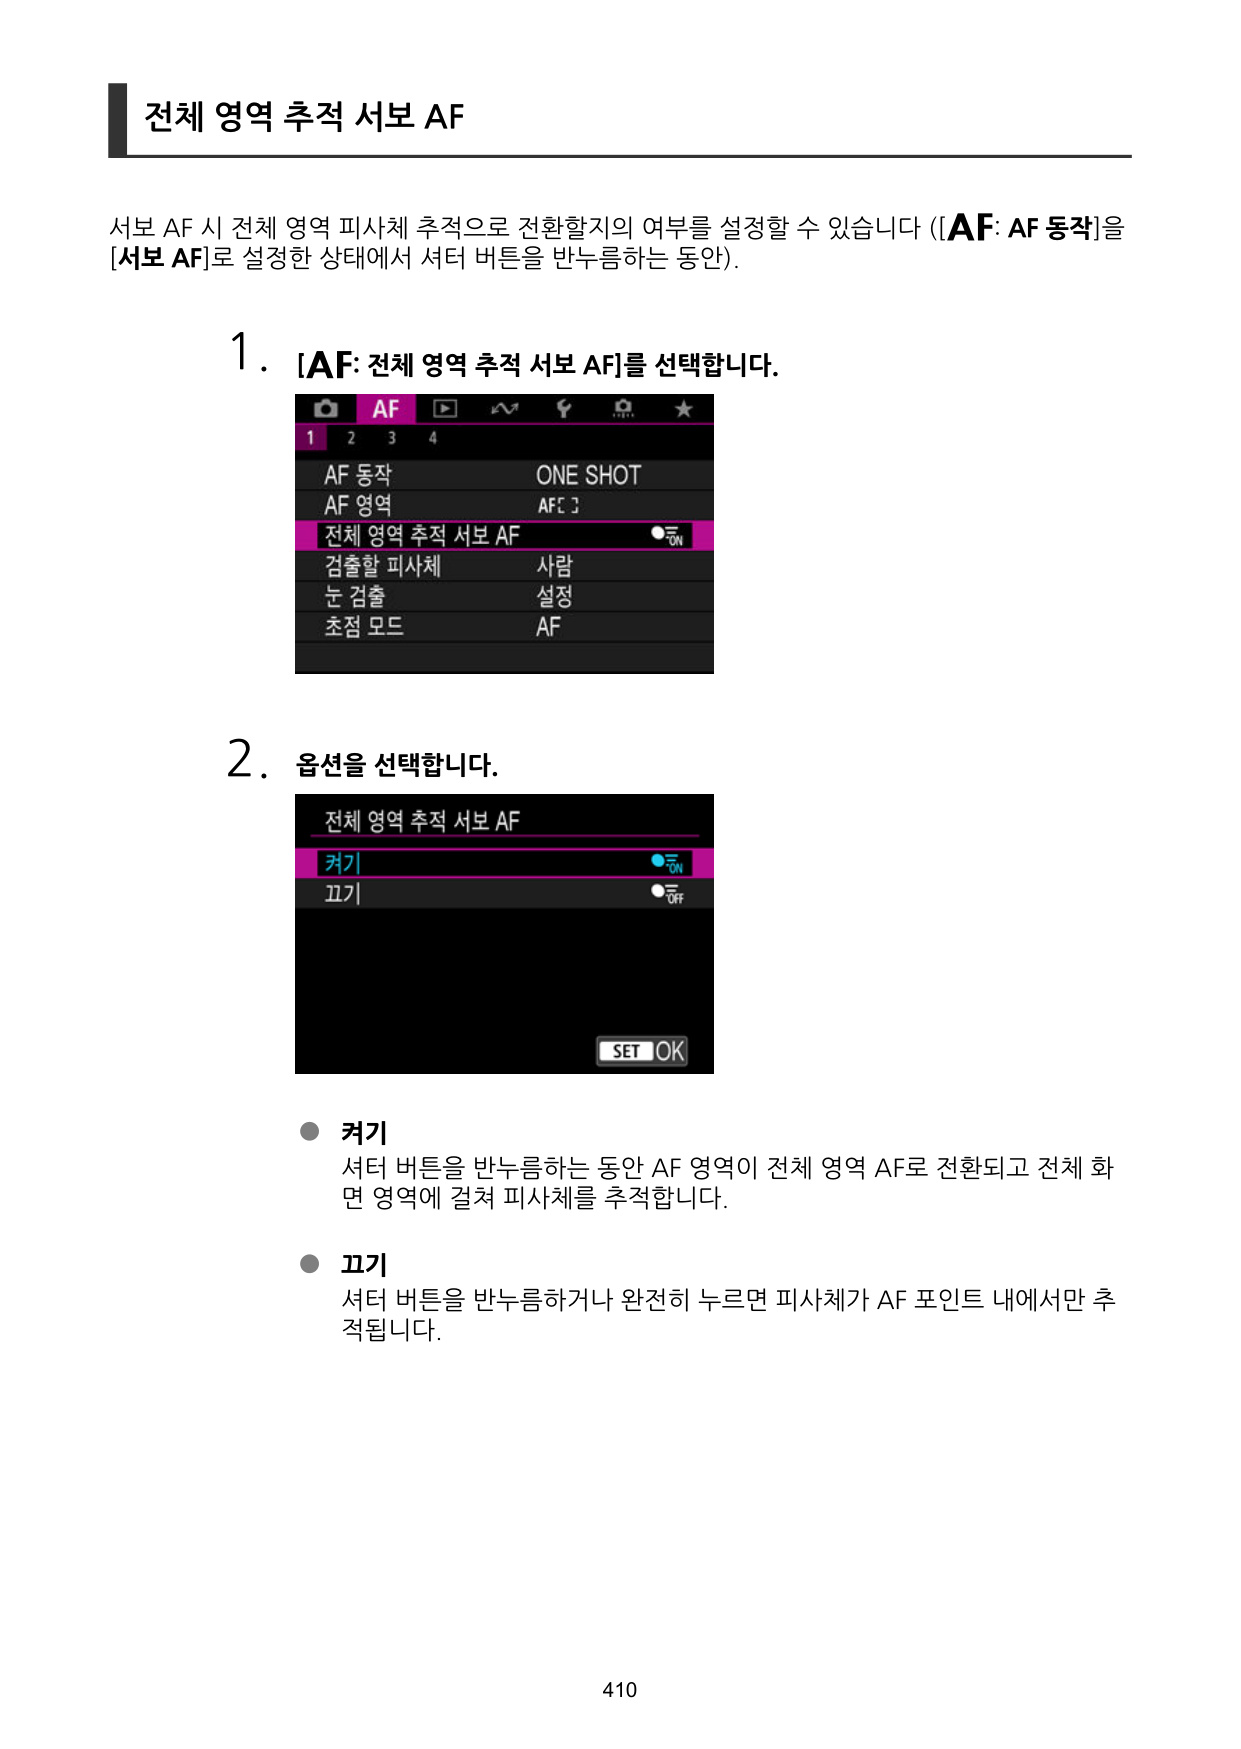 전체 영역 추적 서보 AF
서보 AF 시 전체 영역 피사체 추적으로 전환할지의 여부를 설정할 수 있습니다 ([AF: AF 동작]을
[서보 AF]로 설정한 상태에서 셔터 버튼을 반누름하는 동안).
1. [AF: 전체 영역 추적 서보 AF]를 선택합니다.
AF
1 2 3 4
AF 동작 ONE SHOT
AF 영역 AF[ ]
전체 영역 추적 서보 AF ON
검출할 피사체 사람
눈 검출 설정
초점 모드 AF
2. 옵션을 선택합니다.
전체 영역 추적 서보 AF
켜기 ON
끄기 OFF
SET OK
● 켜기
셔터 버튼을 반누름하는 동안 AF 영역이 전체 영역 AF로 전환되고 전체 화
면 영역에 걸쳐 피사체를 추적합니다.
● 끄기
셔터 버튼을 반누름하거나 완전히 누르면 피사체가 AF 포인트 내에서만 추
적됩니다.
410